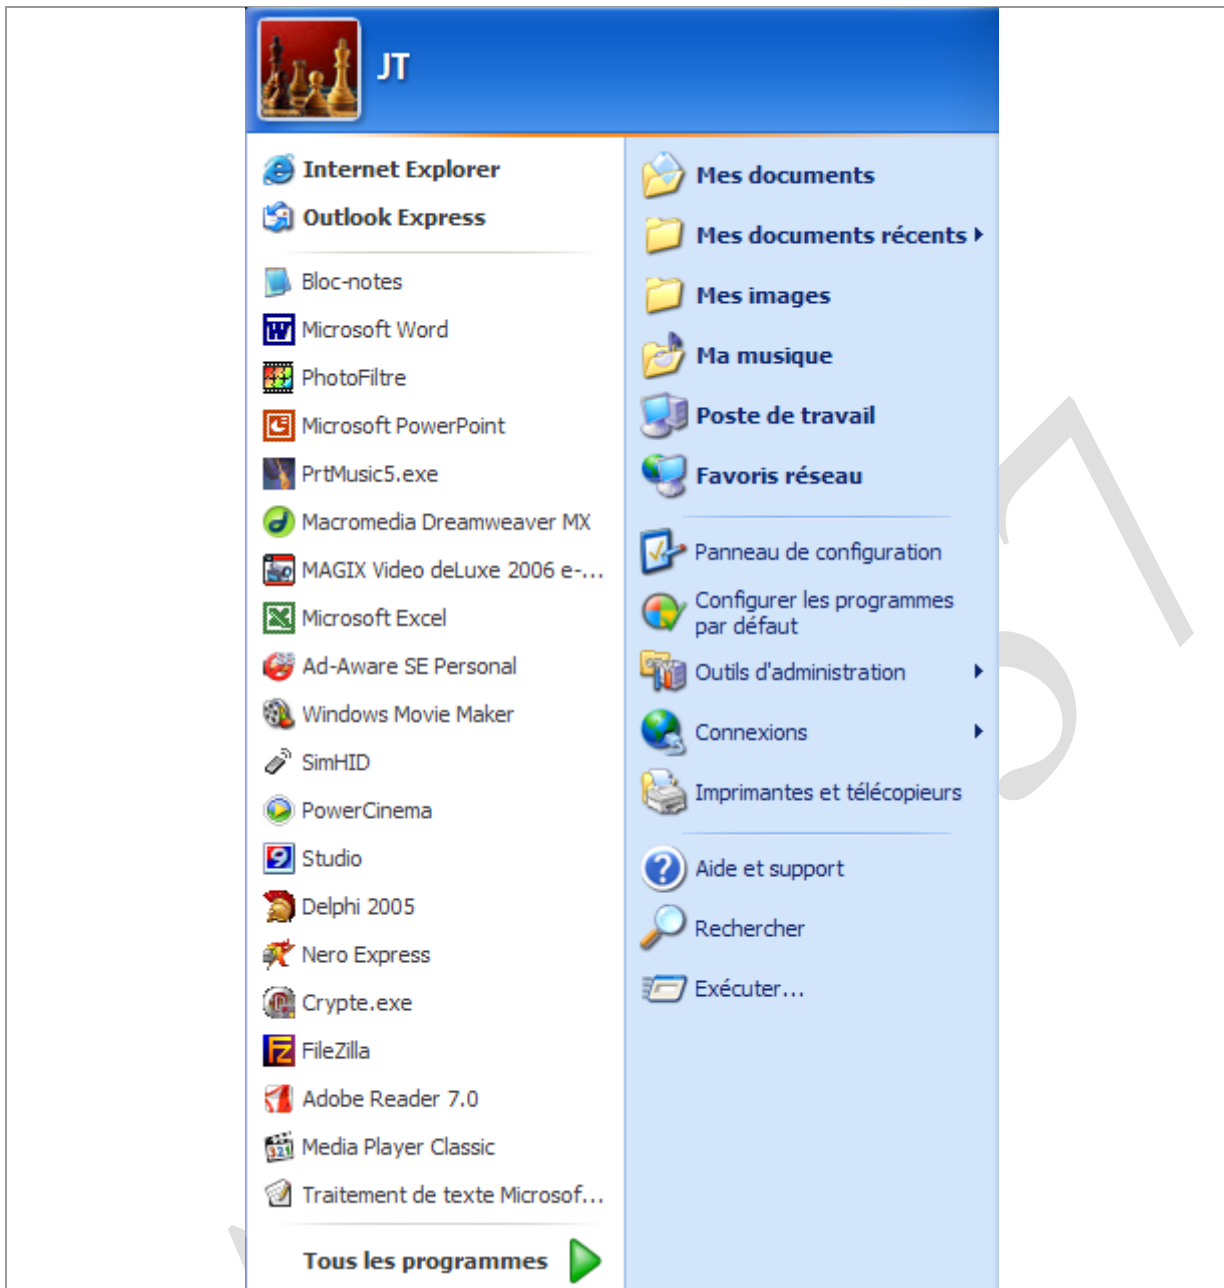 JT
Internet Explorer
Outlook Express
Bloc-notes
Microsoft Word
PhotoFiltre
Microsoft PowerPoint
PrtMusic5.exe
Macromedia Dreamweaver MX
MAGIX Video deLuxe 2006 e-...
Microsoft Excel
Ad-Aware SE Personal
Windows Movie Maker
SimHID
PowerCinema
Studio
Delphi 2005
Nero Express
Crypte.exe
FileZilla
Adobe Reader 7.0
Media Player Classic
Traitement de texte Microsof...
Tous les programmes
Mes documents
Mes documents récents
Mes images
Ma musique
Poste de travail
Favoris réseau
Panneau de configuration
Configurer les programmes
par défaut
Outils d'administration
Connexions
Imprimantes et télécopieurs
Aide et support
Rechercher
Exécuter...